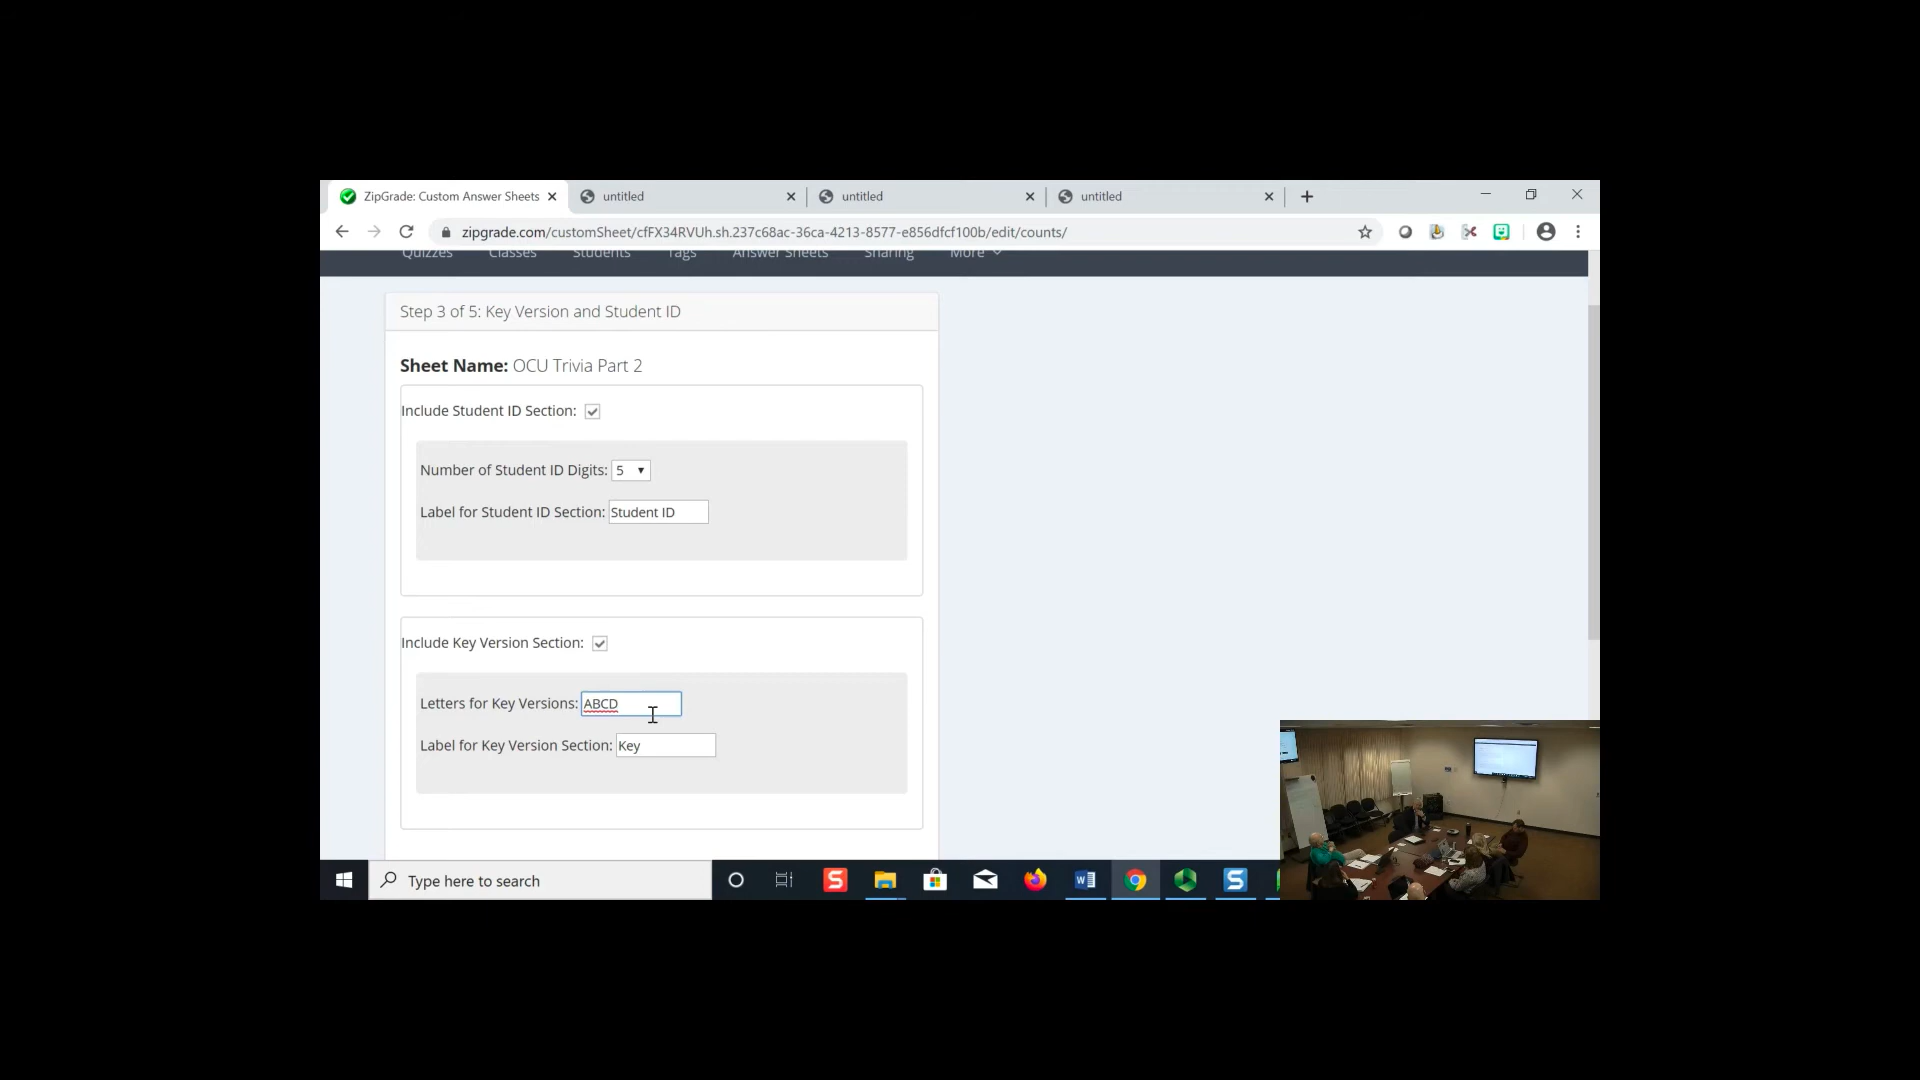 ZipGrade: Custom Answer Sheets
untitled
untitled
untitled
zipgrade.com/customSheet/cfFX34RVUh.sh.237c68ac-36ca-4213-8577-e856dfcf100b/edit/counts/
Quizzes Classes Students Tags Answer Sheets Sharing More
Step 3 of 5: Key Version and Student ID
Sheet Name: OCU Trivia Part 2
Include Student ID Section:
Number of Student ID Digits: 5
Label for Student ID Section: Student ID
Include Key Version Section:
Letters for Key Versions: ABCD
Label for Key Version Section: Key
Type here to search